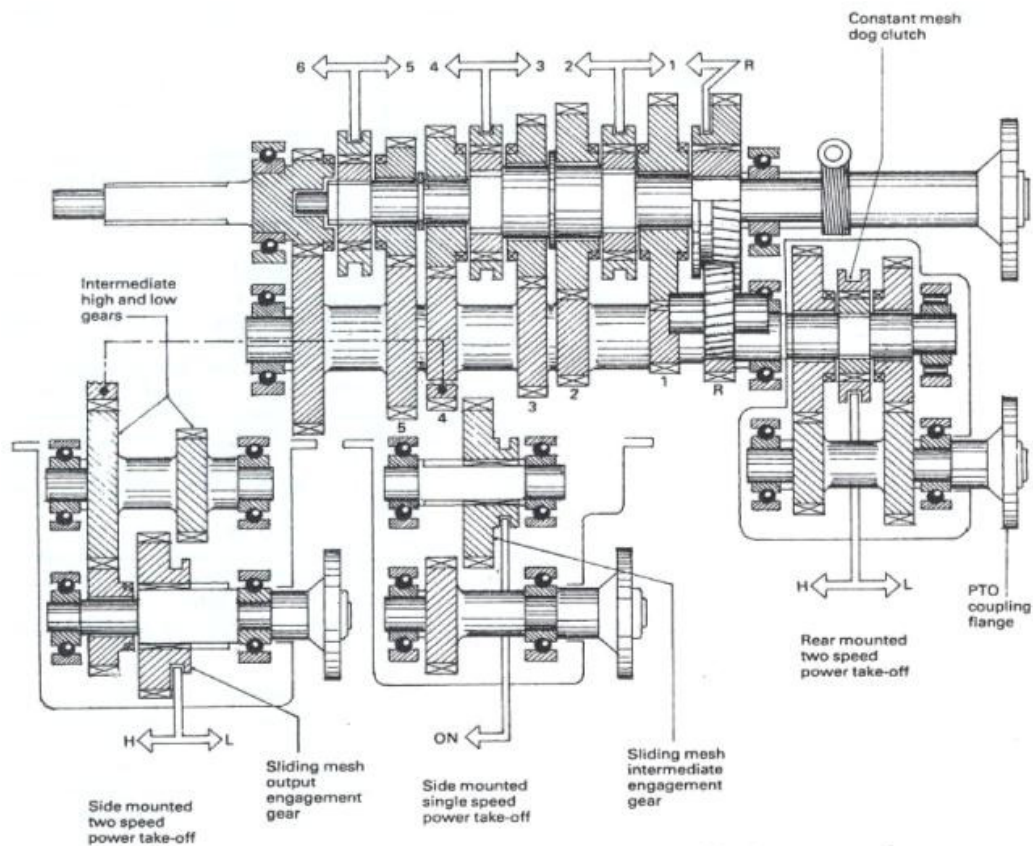 Constant mesh
dog clutch
6
5
4
3
2
1
R
Intermediate
high and low
gears
1
R
3
2
4
5
H
L
PTO
coupling
flange
Rear mounted
two speed
power take-off
H
L
Sliding mesh
output
engagement
gear
ON
Side mounted
single speed
power take-off
Sliding mesh
intermediate
engagement
gear
Side mounted
two speed
power take-off